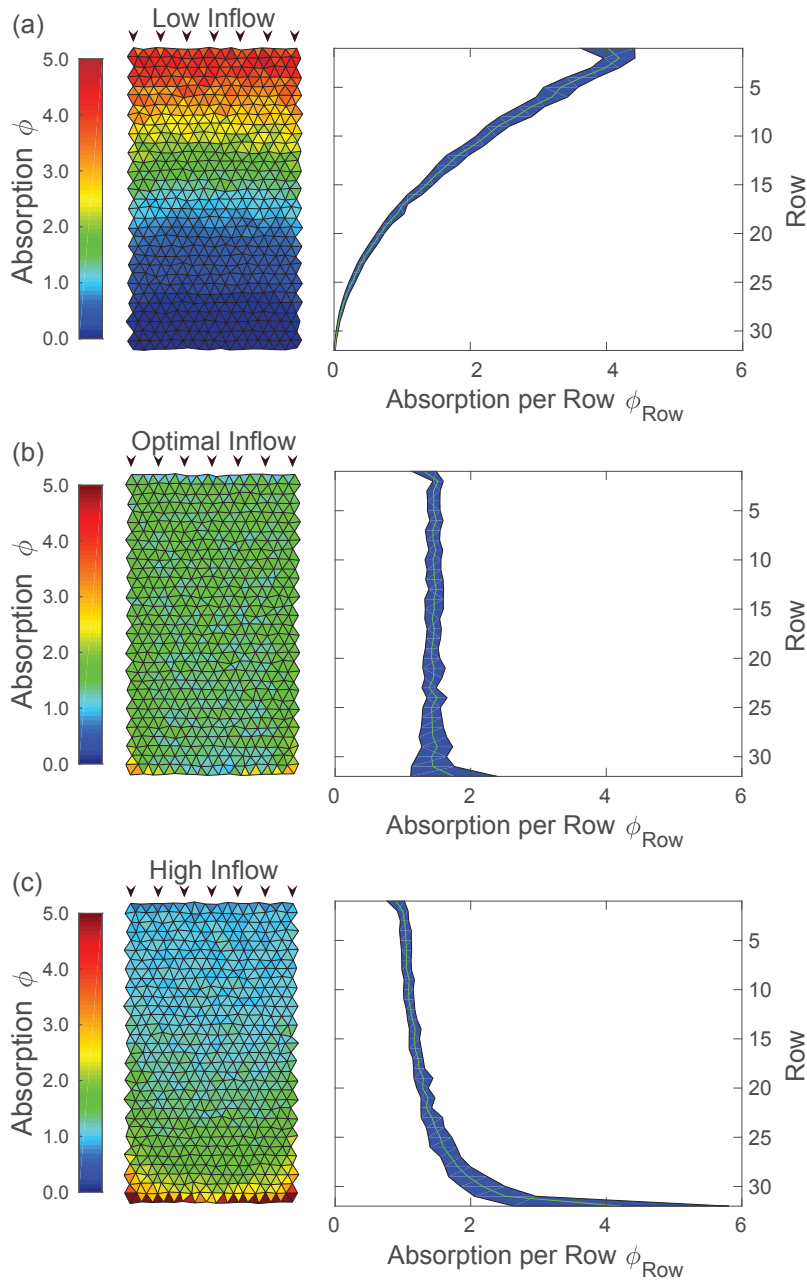 (a)
Low Inflow
Absorption ϕ
5.0
4.0
3.0
2.0
1.0
0.0
5
10
15
20
25
30
Row
0 2 4 6
Absorption per Row ϕRow
(b)
Optimal Inflow
Absorption ϕ
5.0
4.0
3.0
2.0
1.0
0.0
5
10
15
20
25
30
Row
0 2 4 6
Absorption per Row ϕRow
(c)
High Inflow
Absorption ϕ
5.0
4.0
3.0
2.0
1.0
0.0
5
10
15
20
25
30
Row
0 2 4 6
Absorption per Row ϕRow